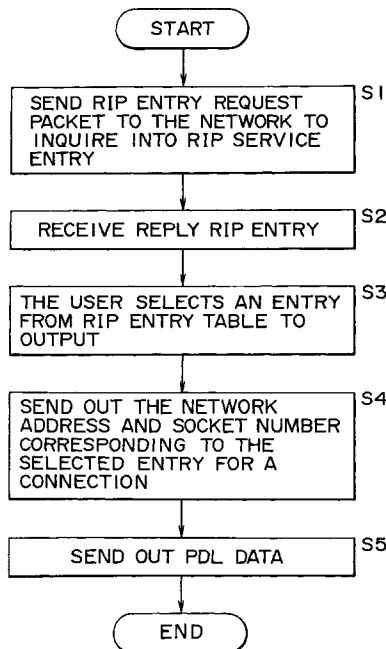 START
S1
SEND RIP ENTRY REQUEST
PACKET TO THE NETWORK TO
INQUIRE INTO RIP SERVICE
ENTRY
S2
RECEIVE REPLY RIP ENTRY
S3
THE USER SELECTS AN ENTRY
FROM RIP ENTRY TABLE TO
OUTPUT
S4
SEND OUT THE NETWORK
ADDRESS AND SOCKET NUMBER
CORRESPONDING TO THE
SELECTED ENTRY FOR A
CONNECTION
S5
SEND OUT PDL DATA
END